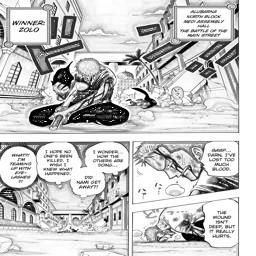 WINNER:
ZOLO
ALUBARNA
NORTH BLOCK
MEDI ASSEMBLY
HALL
THE BATTLE OF THE
MAIN STREET
GASP...
DARN, I'VE
LOST TOO
MUCH
BLOOD.
I WONDER...
HOW THE
OTHERS ARE
DOING...
DID
NAMI GET
AWAY?!
I HOPE NO
ONE'S BEEN
KILLED. I
WISH I
KNEW WHAT
HAPPENED!
WHAT?!
I'M
TEAMING
UP WITH
EYE-
LASHES
?!
THE
WOUND
ISN'T
DEEP, BUT
IT REALLY
HURTS.